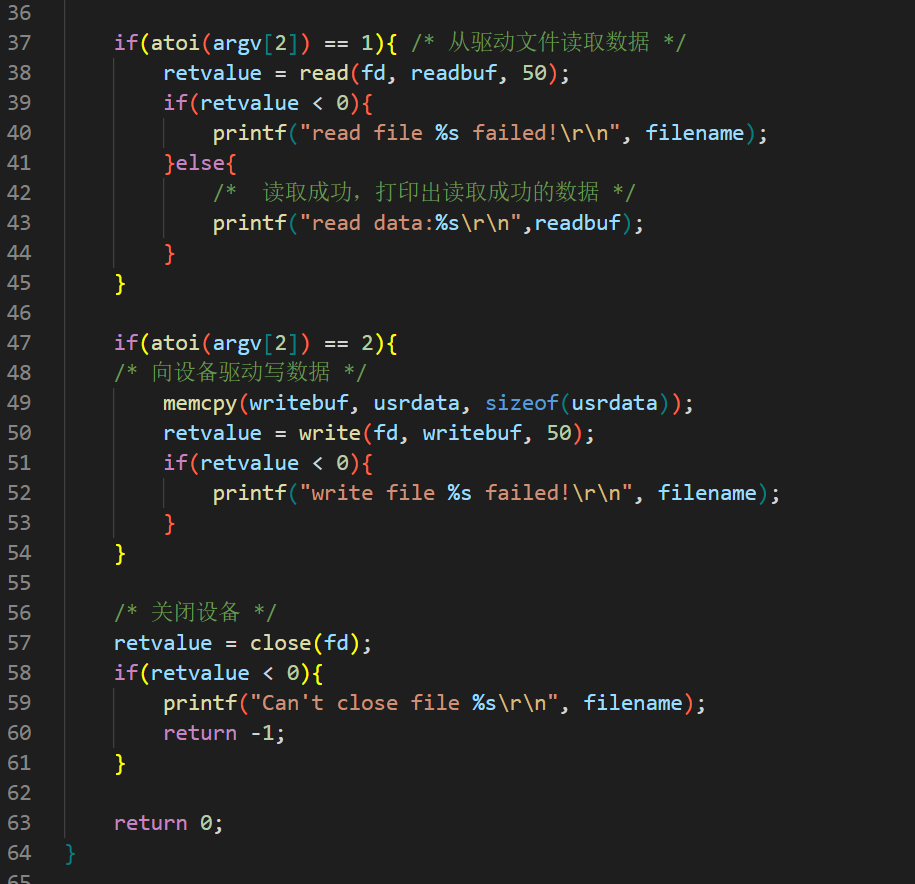 36
37 if(atoi(argv[2]) == 1){ /* 从驱动文件读取数据 */
38 retvalue = read(fd, readbuf, 50);
39 if(retvalue < 0){
40 printf("read file %s failed!\r\n", filename);
41 }else{
42 /*  读取成功，打印出读取成功的数据 */
43 printf("read data:%s\r\n",readbuf);
44 }
45 }
46
47 if(atoi(argv[2]) == 2){
48 /* 向设备驱动写数据 */
49 memcpy(writebuf, usrdata, sizeof(usrdata));
50 retvalue = write(fd, writebuf, 50);
51 if(retvalue < 0){
52 printf("write file %s failed!\r\n", filename);
53 }
54 }
55
56 /* 关闭设备 */
57 retvalue = close(fd);
58 if(retvalue < 0){
59 printf("Can't close file %s\r\n", filename);
60 return -1;
61 }
62
63 return 0;
64 }
65